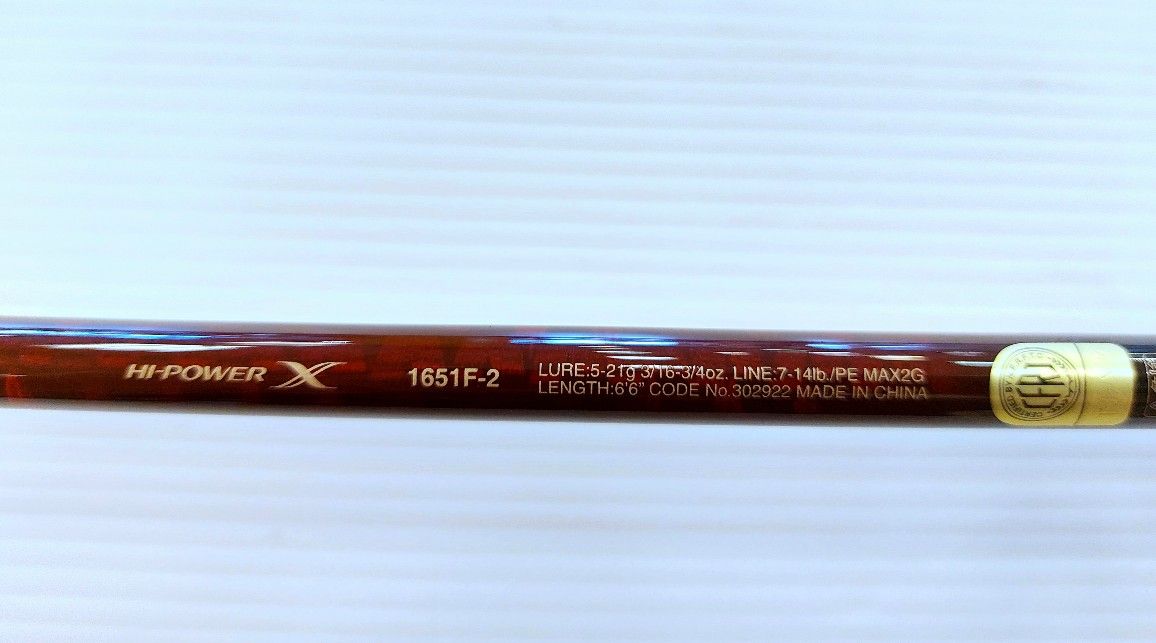 HI-POWER X
1651F-2
LURE:5-21g 3/16-3/4oz. LINE:7-14lb./PE MAX2G
LENGTH:6'6" CODE No.302922 MADE IN CHINA